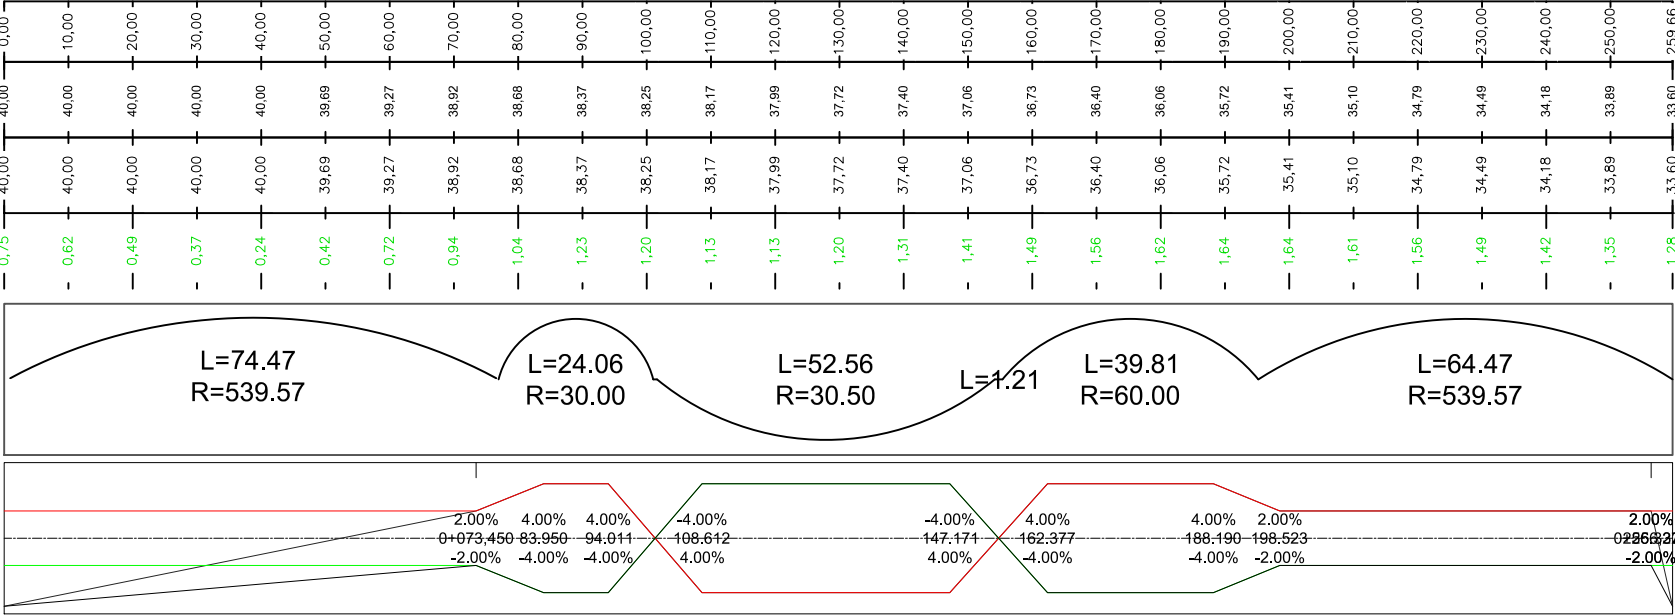 0,00 10,00 20,00 30,00 40,00 50,00 60,00 70,00 80,00 90,00 100,00 110,00 120,00 130,00 140,00 150,00 160,00 170,00 180,00 190,00 200,00 210,00 220,00 230,00 240,00 250,00 259,66
40,00 40,00 40,00 40,00 40,00 39,69 39,27 38,92 38,68 38,37 38,25 38,17 37,99 37,72 37,40 37,06 36,73 36,40 36,06 35,72 35,41 35,10 34,79 34,49 34,18 33,89 33,60
40,00 40,00 40,00 40,00 40,00 39,69 39,27 38,92 38,68 38,37 38,25 38,17 37,99 37,72 37,40 37,06 36,73 36,40 36,06 35,72 35,41 35,10 34,79 34,49 34,18 33,89 33,60
0,75 0,62 0,49 0,37 0,24 0,42 0,72 0,94 1,04 1,23 1,20 1,13 1,13 1,20 1,31 1,41 1,49 1,56 1,62 1,64 1,64 1,61 1,56 1,49 1,42 1,35 1,28
L=74.47 L=24.06 L=52.56 L=1.21 L=39.81 L=64.47
R=539.57 R=30.00 R=30.50 R=60.00 R=539.57
2.00% 4.00% 4.00% -4.00% -4.00% 4.00% 4.00% 2.00% 2.00%
0+073,450 83.950 94.011 108.612 147.171 162.377 188.190 198.523
-2.00% -4.00% -4.00% 4.00% 4.00% -4.00% -4.00% -2.00% -2.00%